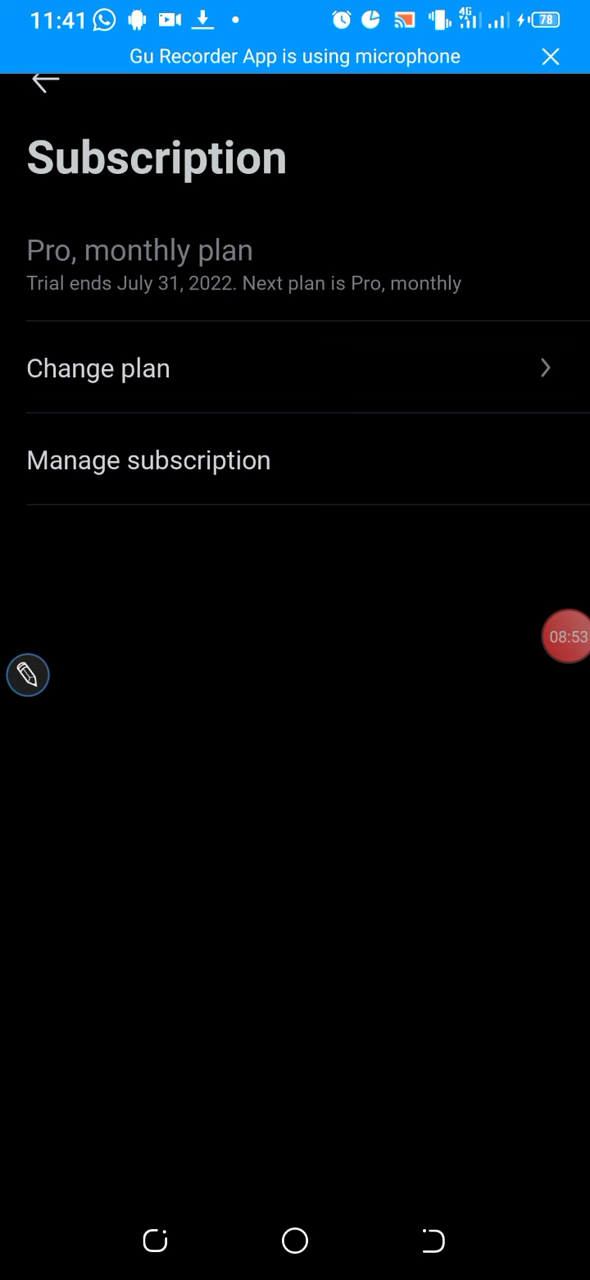 11:41
4G
78
Gu Recorder App is using microphone
Subscription
Pro, monthly plan
Trial ends July 31, 2022. Next plan is Pro, monthly
Change plan
Manage subscription
08:53